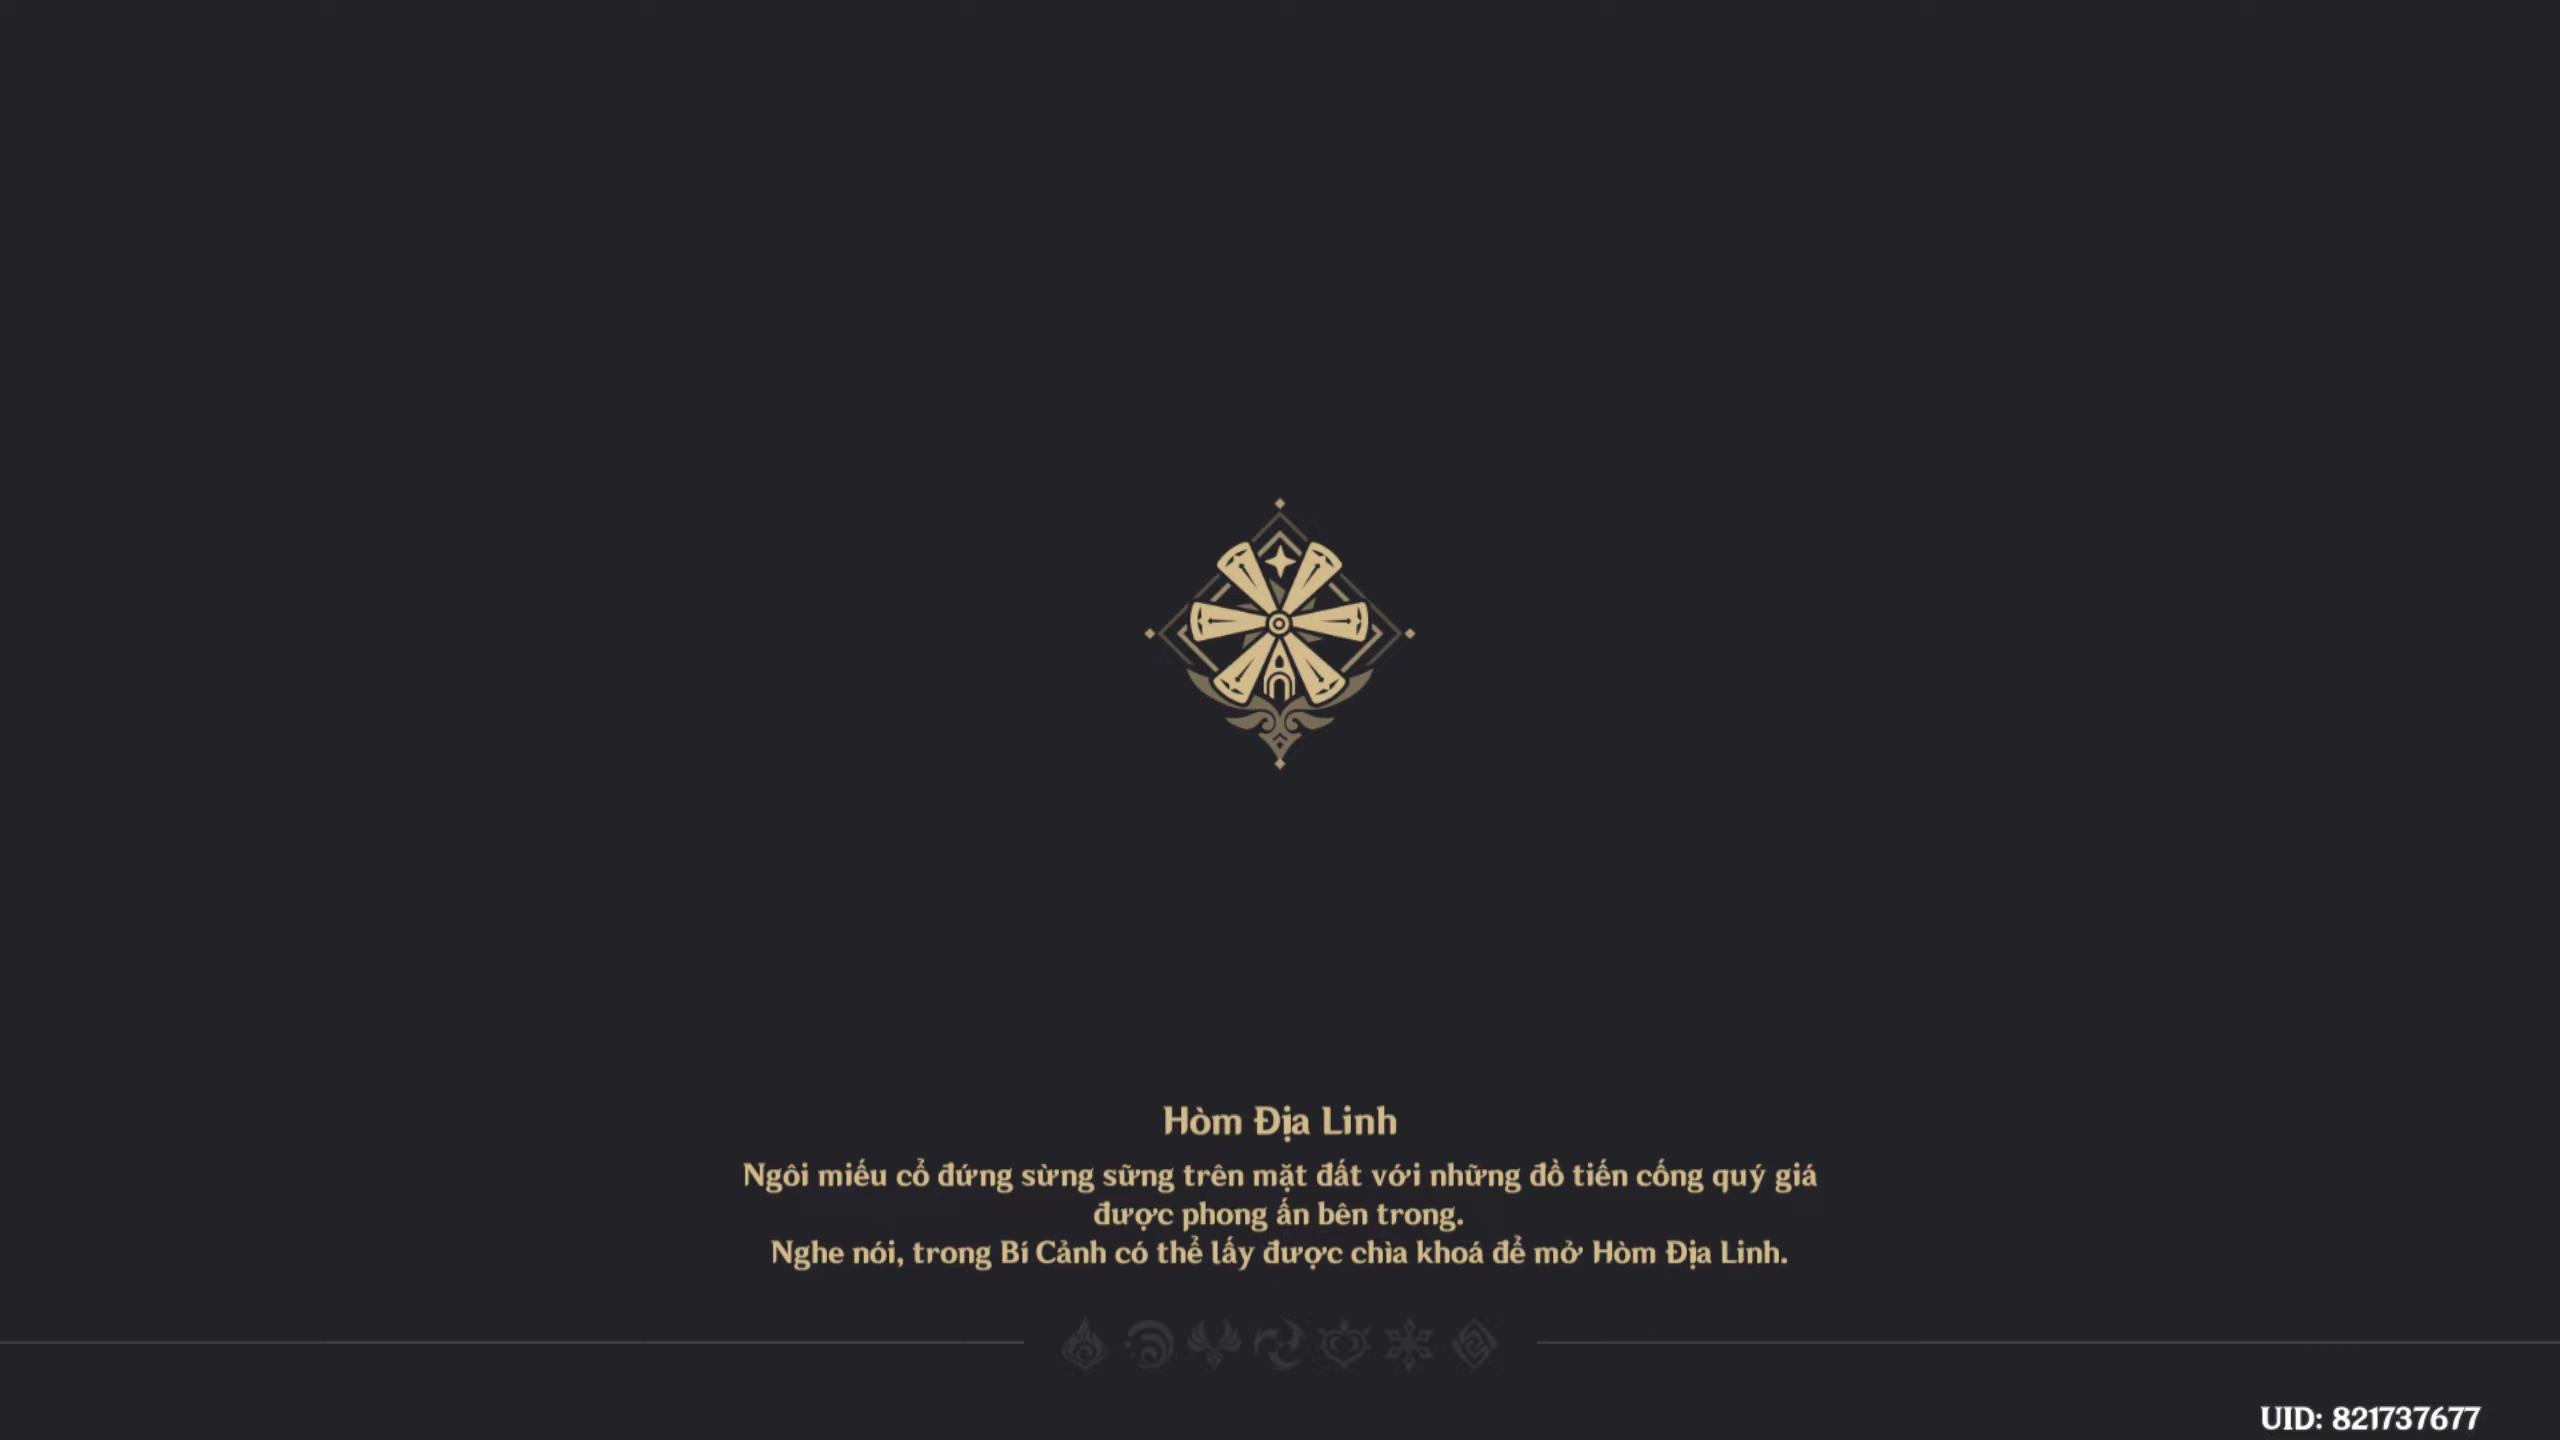 Hòm Địa Linh
Ngôi miếu cổ đứng sừng sững trên mặt đất với những đồ tiến cống quý giá
được phong ấn bên trong.
Nghe nói, trong Bí Cảnh có thể lấy được chìa khoá để mở Hòm Địa Linh.
UID: 821737677